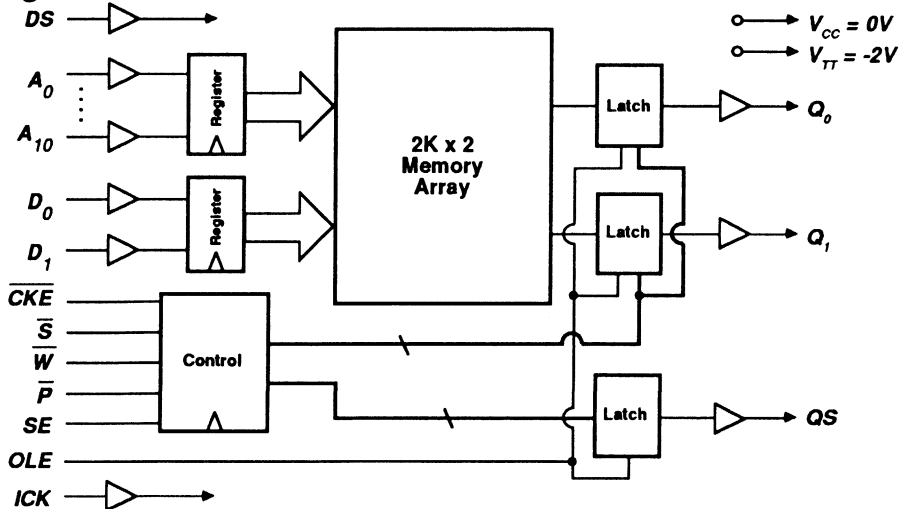 DS
V_CC = 0V
V_TT = -2V
A_0
Register
A_10
2K x 2
Memory
Array
Latch
Q_0
D_0
Register
D_1
Latch
Q_1
C̅K̅E̅
S̅
W̅
Control
P̅
SE
Latch
QS
OLE
ICK